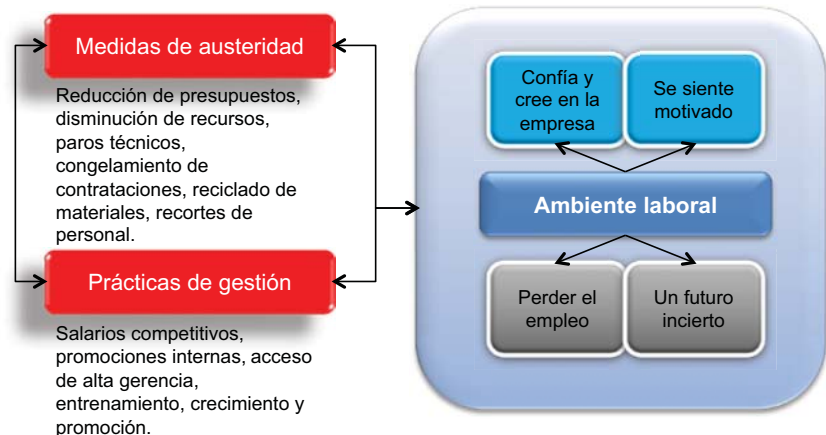 Medidas de austeridad
Reducción de presupuestos,
disminución de recursos,
paros técnicos,
congelamiento de
contrataciones, reciclado de
materiales, recortes de
personal.
Prácticas de gestión
Salarios competitivos,
promociones internas, acceso
de alta gerencia,
entrenamiento, crecimiento y
promoción.
Confía y
cree en la
empresa
Se siente
motivado
Ambiente laboral
Perder el
empleo
Un futuro
incierto